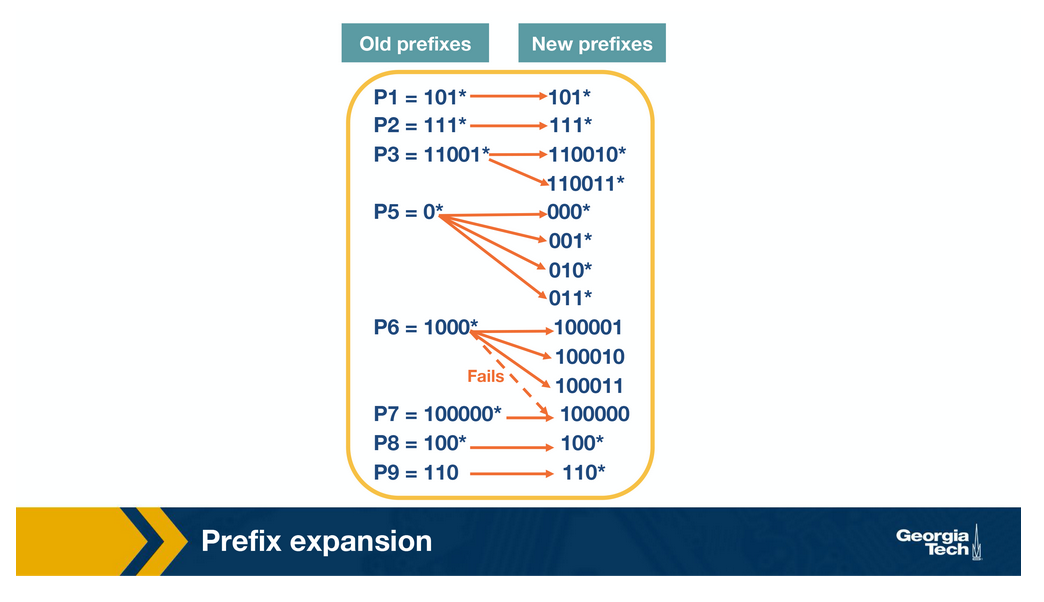 Old prefixes New prefixes
P1 = 101* 101*
P2 = 111* 111*
P3 = 11001* 110010*
110011*
P5 = 0* 000*
001*
010*
011*
P6 = 1000* 100001
100010
Fails 100011
P7 = 100000* 100000
P8 = 100* 100*
P9 = 110 110*
Prefix expansion
Georgia
Tech